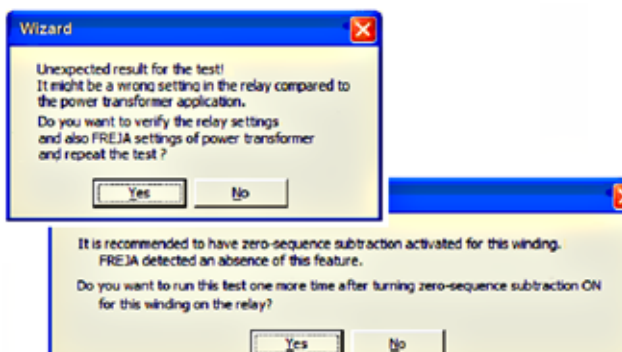 Wizard
Unexpected result for the test!
It might be a wrong setting in the relay compared to
the power transformer application.
Do you want to verify the relay settings
and also FREJA settings of power transformer
and repeat the test ?
Yes No
It is recommended to have zero-sequence subtraction activated for this winding.
FREJA detected an absence of this feature.
Do you want to run this test one more time after turning zero-sequence subtraction ON
for this winding on the relay?
Yes No